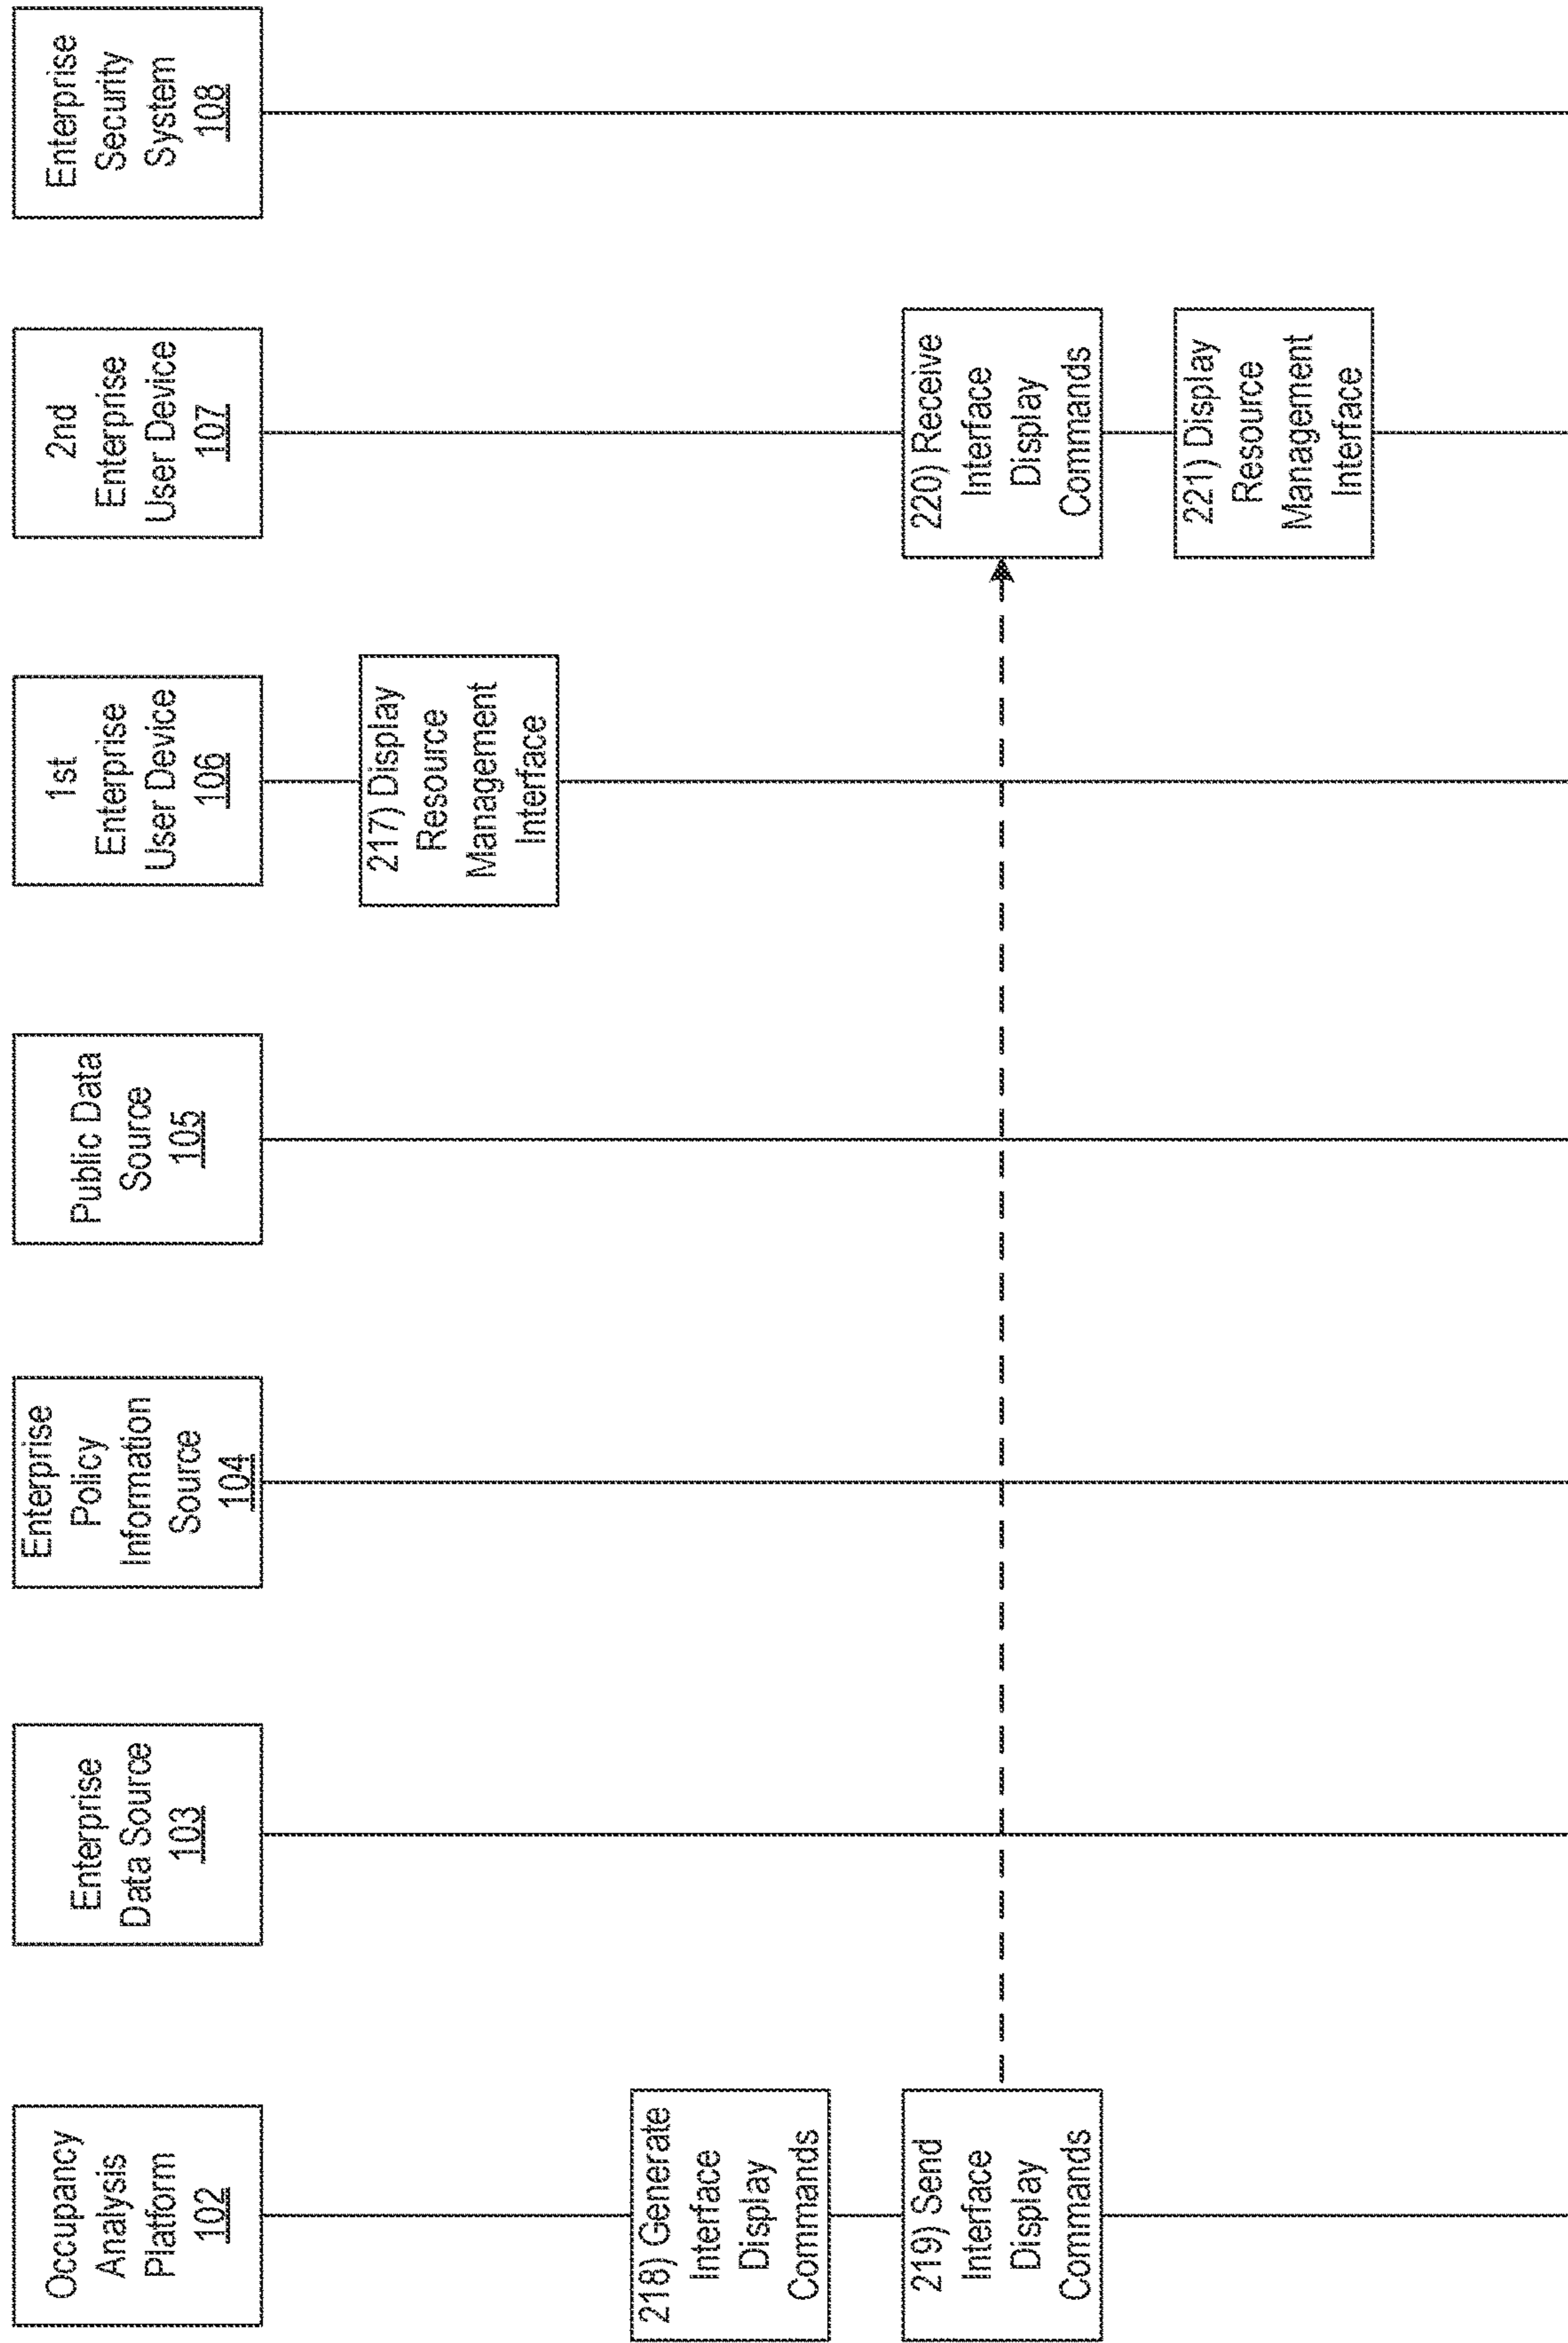 Occupancy
Analysis
Platform
102
Enterprise
Data Source
103
Enterprise
Policy
Information
Source
104
Public Data
Source
105
1st
Enterprise
User Device
106
2nd
Enterprise
User Device
107
Enterprise
Security
System
108
217) Display
Resource
Management
Interface
218) Generate
Interface
Display
Commands
219) Send
Interface
Display
Commands
220) Receive
Interface
Display
Commands
221) Display
Resource
Management
Interface